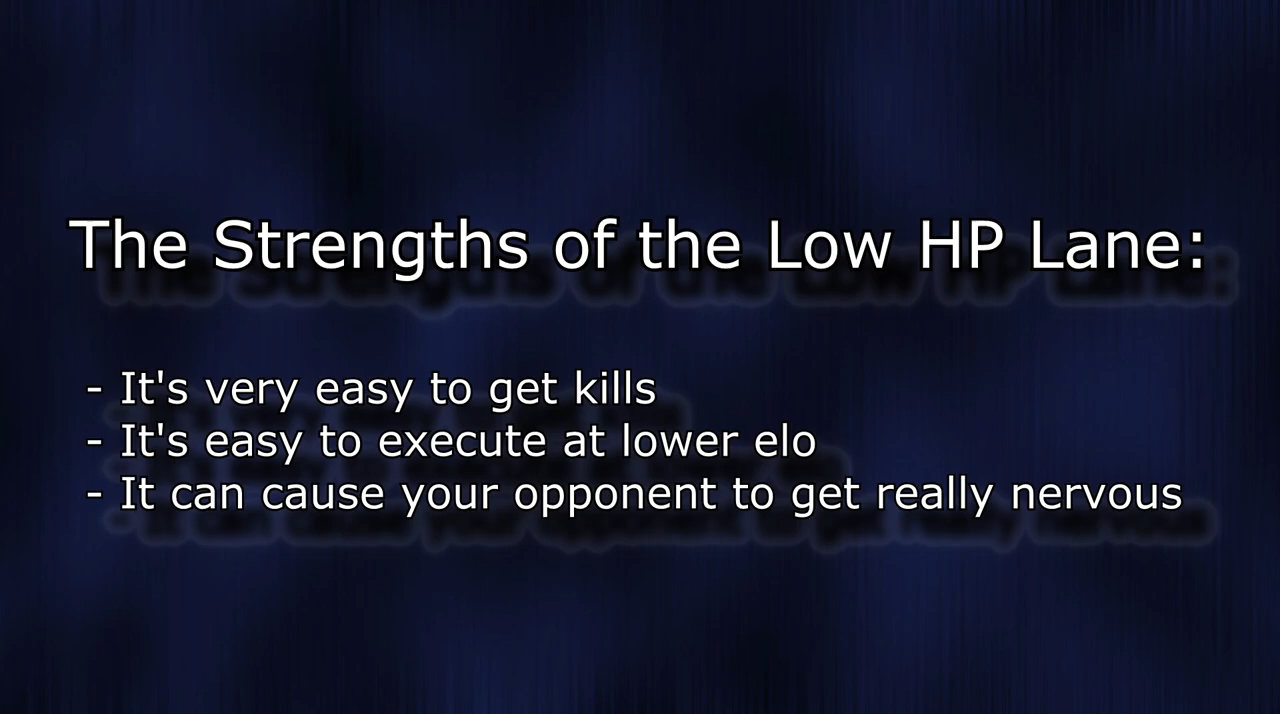 The Strengths of the Low HP Lane:
- It's very easy to get kills
- It's easy to execute at lower elo
- It can cause your opponent to get really nervous